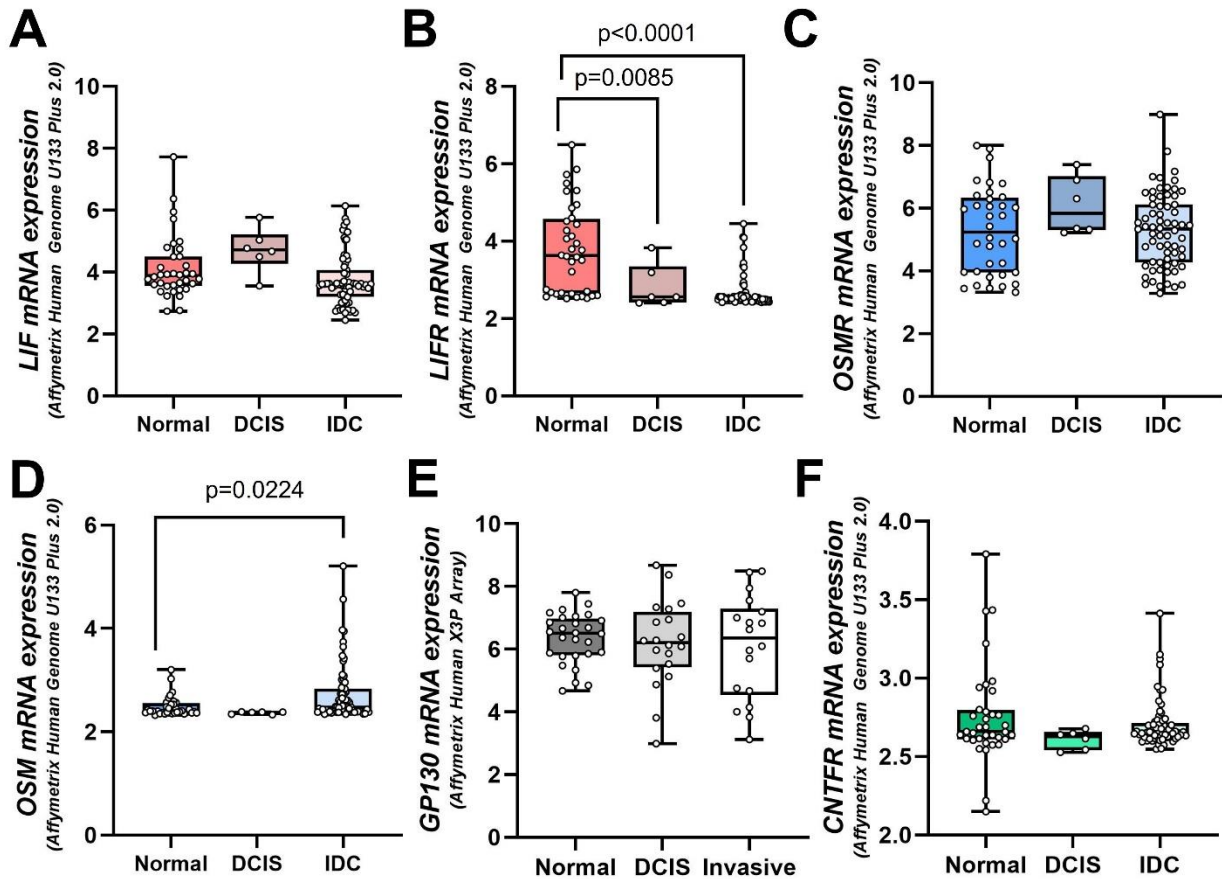 A
LIF mRNA expression
(Affymetrix Human Genome U133 Plus 2.0)
10
8
6
4
2
0
Normal DCIS IDC
B
p<0.0001
p=0.0085
LIFR mRNA expression
(Affymetrix Human Genome U133 Plus 2.0)
8
6
4
2
0
Normal DCIS IDC
C
OSMR mRNA expression
(Affymetrix Human Genome U133 Plus 2.0)
10
8
6
4
2
0
Normal DCIS IDC
D
p=0.0224
OSM mRNA expression
(Affymetrix Human Genome U133 Plus 2.0)
6
4
2
0
Normal DCIS IDC
E
GP130 mRNA expression
(Affymetrix Human X3P Array)
10
8
6
4
2
0
Normal DCIS Invasive
F
CNTFR mRNA expression
(Affymetrix Human Genome U133 Plus 2.0)
4.0
3.5
3.0
2.5
2.0
Normal DCIS IDC